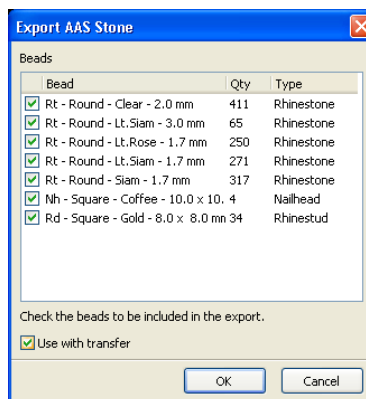 Export AAS Stone
Beads
Bead Qty Type
Rt - Round - Clear - 2.0 mm 411 Rhinestone
Rt - Round - Lt.Siam - 3.0 mm 65 Rhinestone
Rt - Round - Lt.Rose - 1.7 mm 250 Rhinestone
Rt - Round - Lt.Siam - 1.7 mm 271 Rhinestone
Rt - Round - Siam - 1.7 mm 317 Rhinestone
Nh - Square - Coffee - 10.0 x 10. 4 Nailhead
Rd - Square - Gold - 8.0 x 8.0 mm 34 Rhinestud
Check the beads to be included in the export.
Use with transfer
OK Cancel